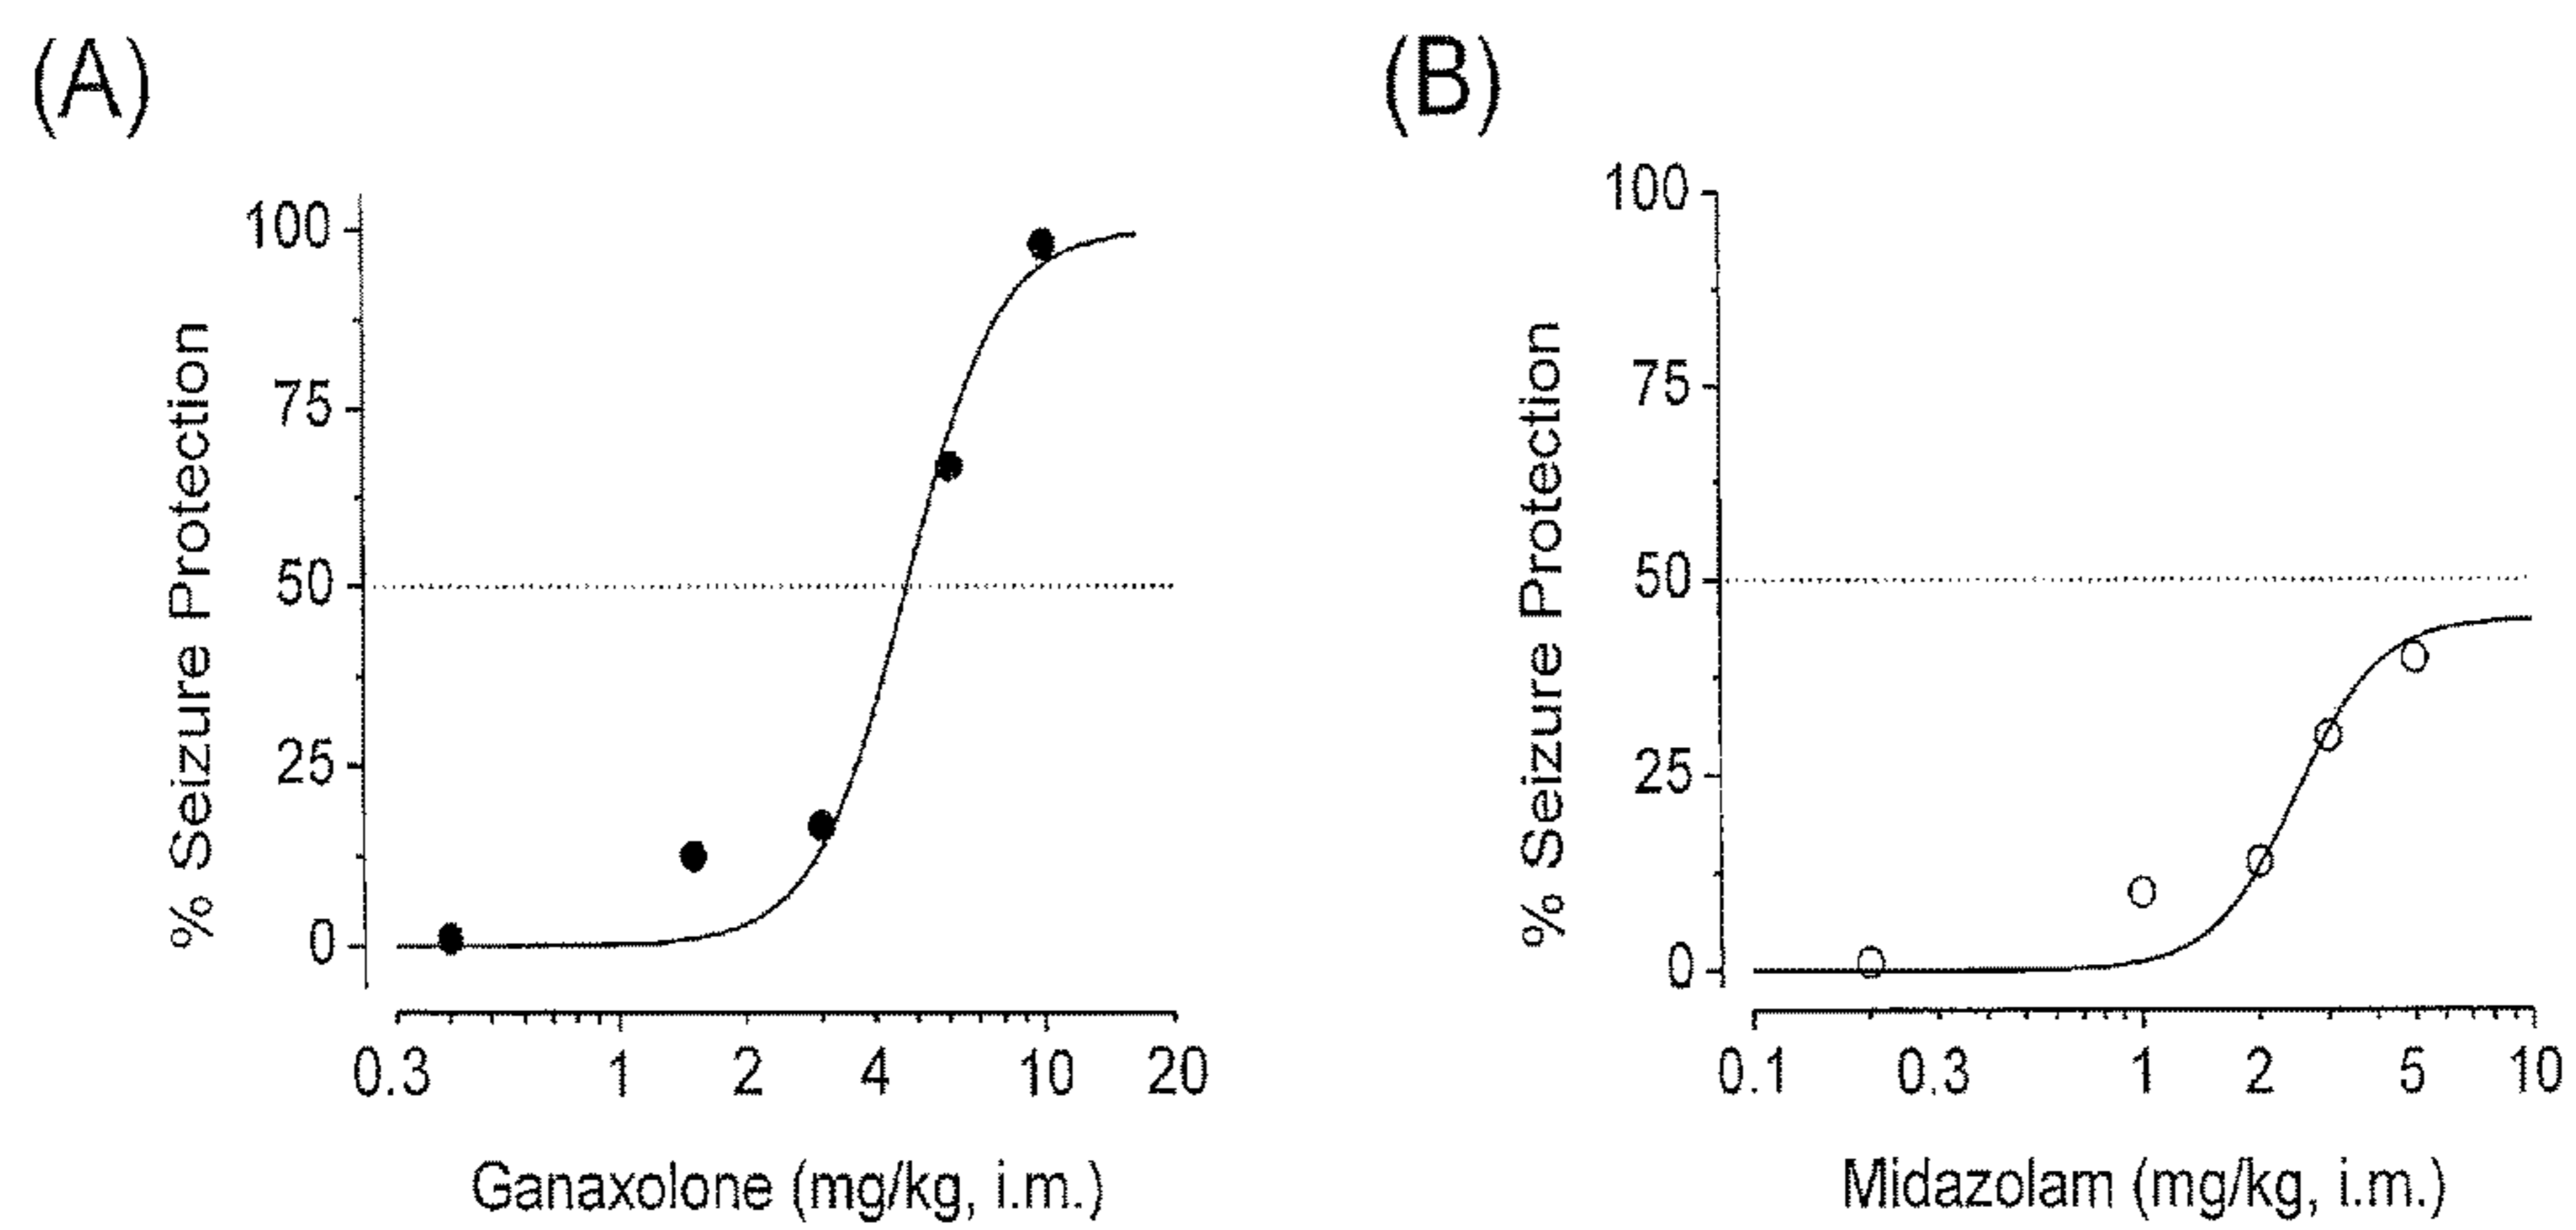 (A)
% Seizure Protection
100
75
50
25
0
0.3 1 2 4 10 20
Ganaxolone (mg/kg, i.m.)
(B)
% Seizure Protection
100
75
50
25
0
0.1 0.3 1 2 5 10
Midazolam (mg/kg, i.m.)